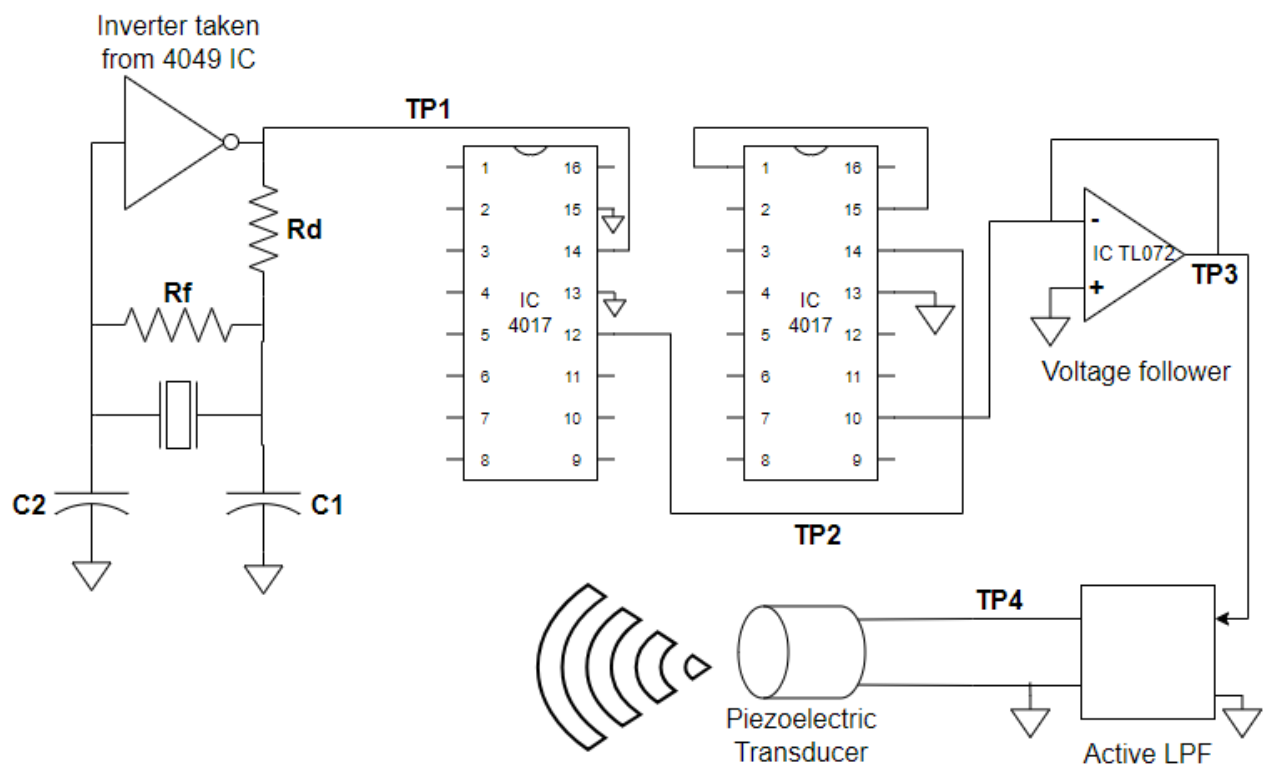 Inverter taken
from 4049 IC
TP1
Rd
Rf
C2
C1
1
2
3
4
5
6
7
8
16
15
14
13
12
11
10
9
IC
4017
1
2
3
4
5
6
7
8
16
15
14
13
12
11
10
9
IC
4017
TP2
-
IC TL072
+
TP3
Voltage follower
TP4
Piezoelectric
Transducer
Active LPF